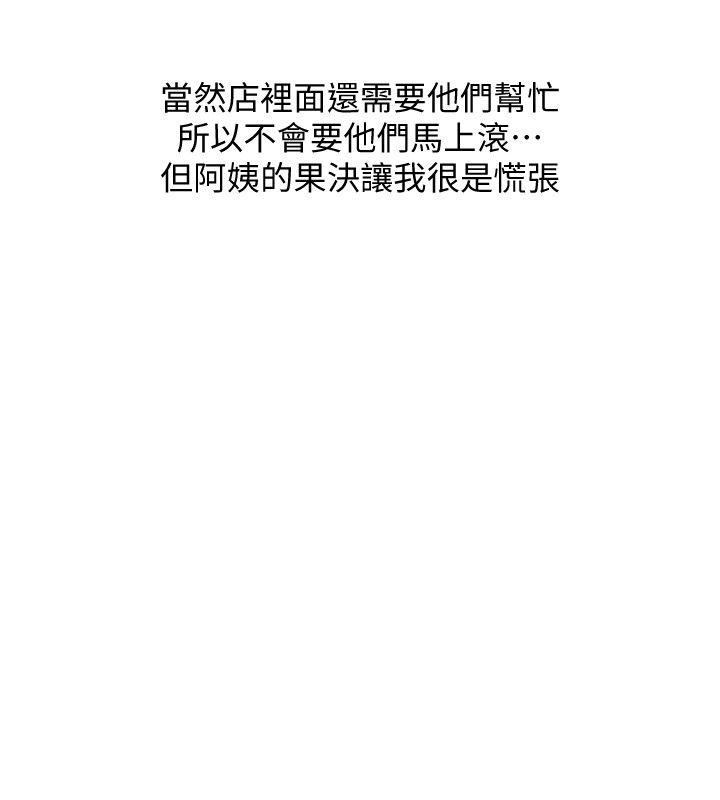 當然店裡面還需要他們幫忙
所以不會要他們馬上滾⋯
但阿姨的果決讓我很是慌張